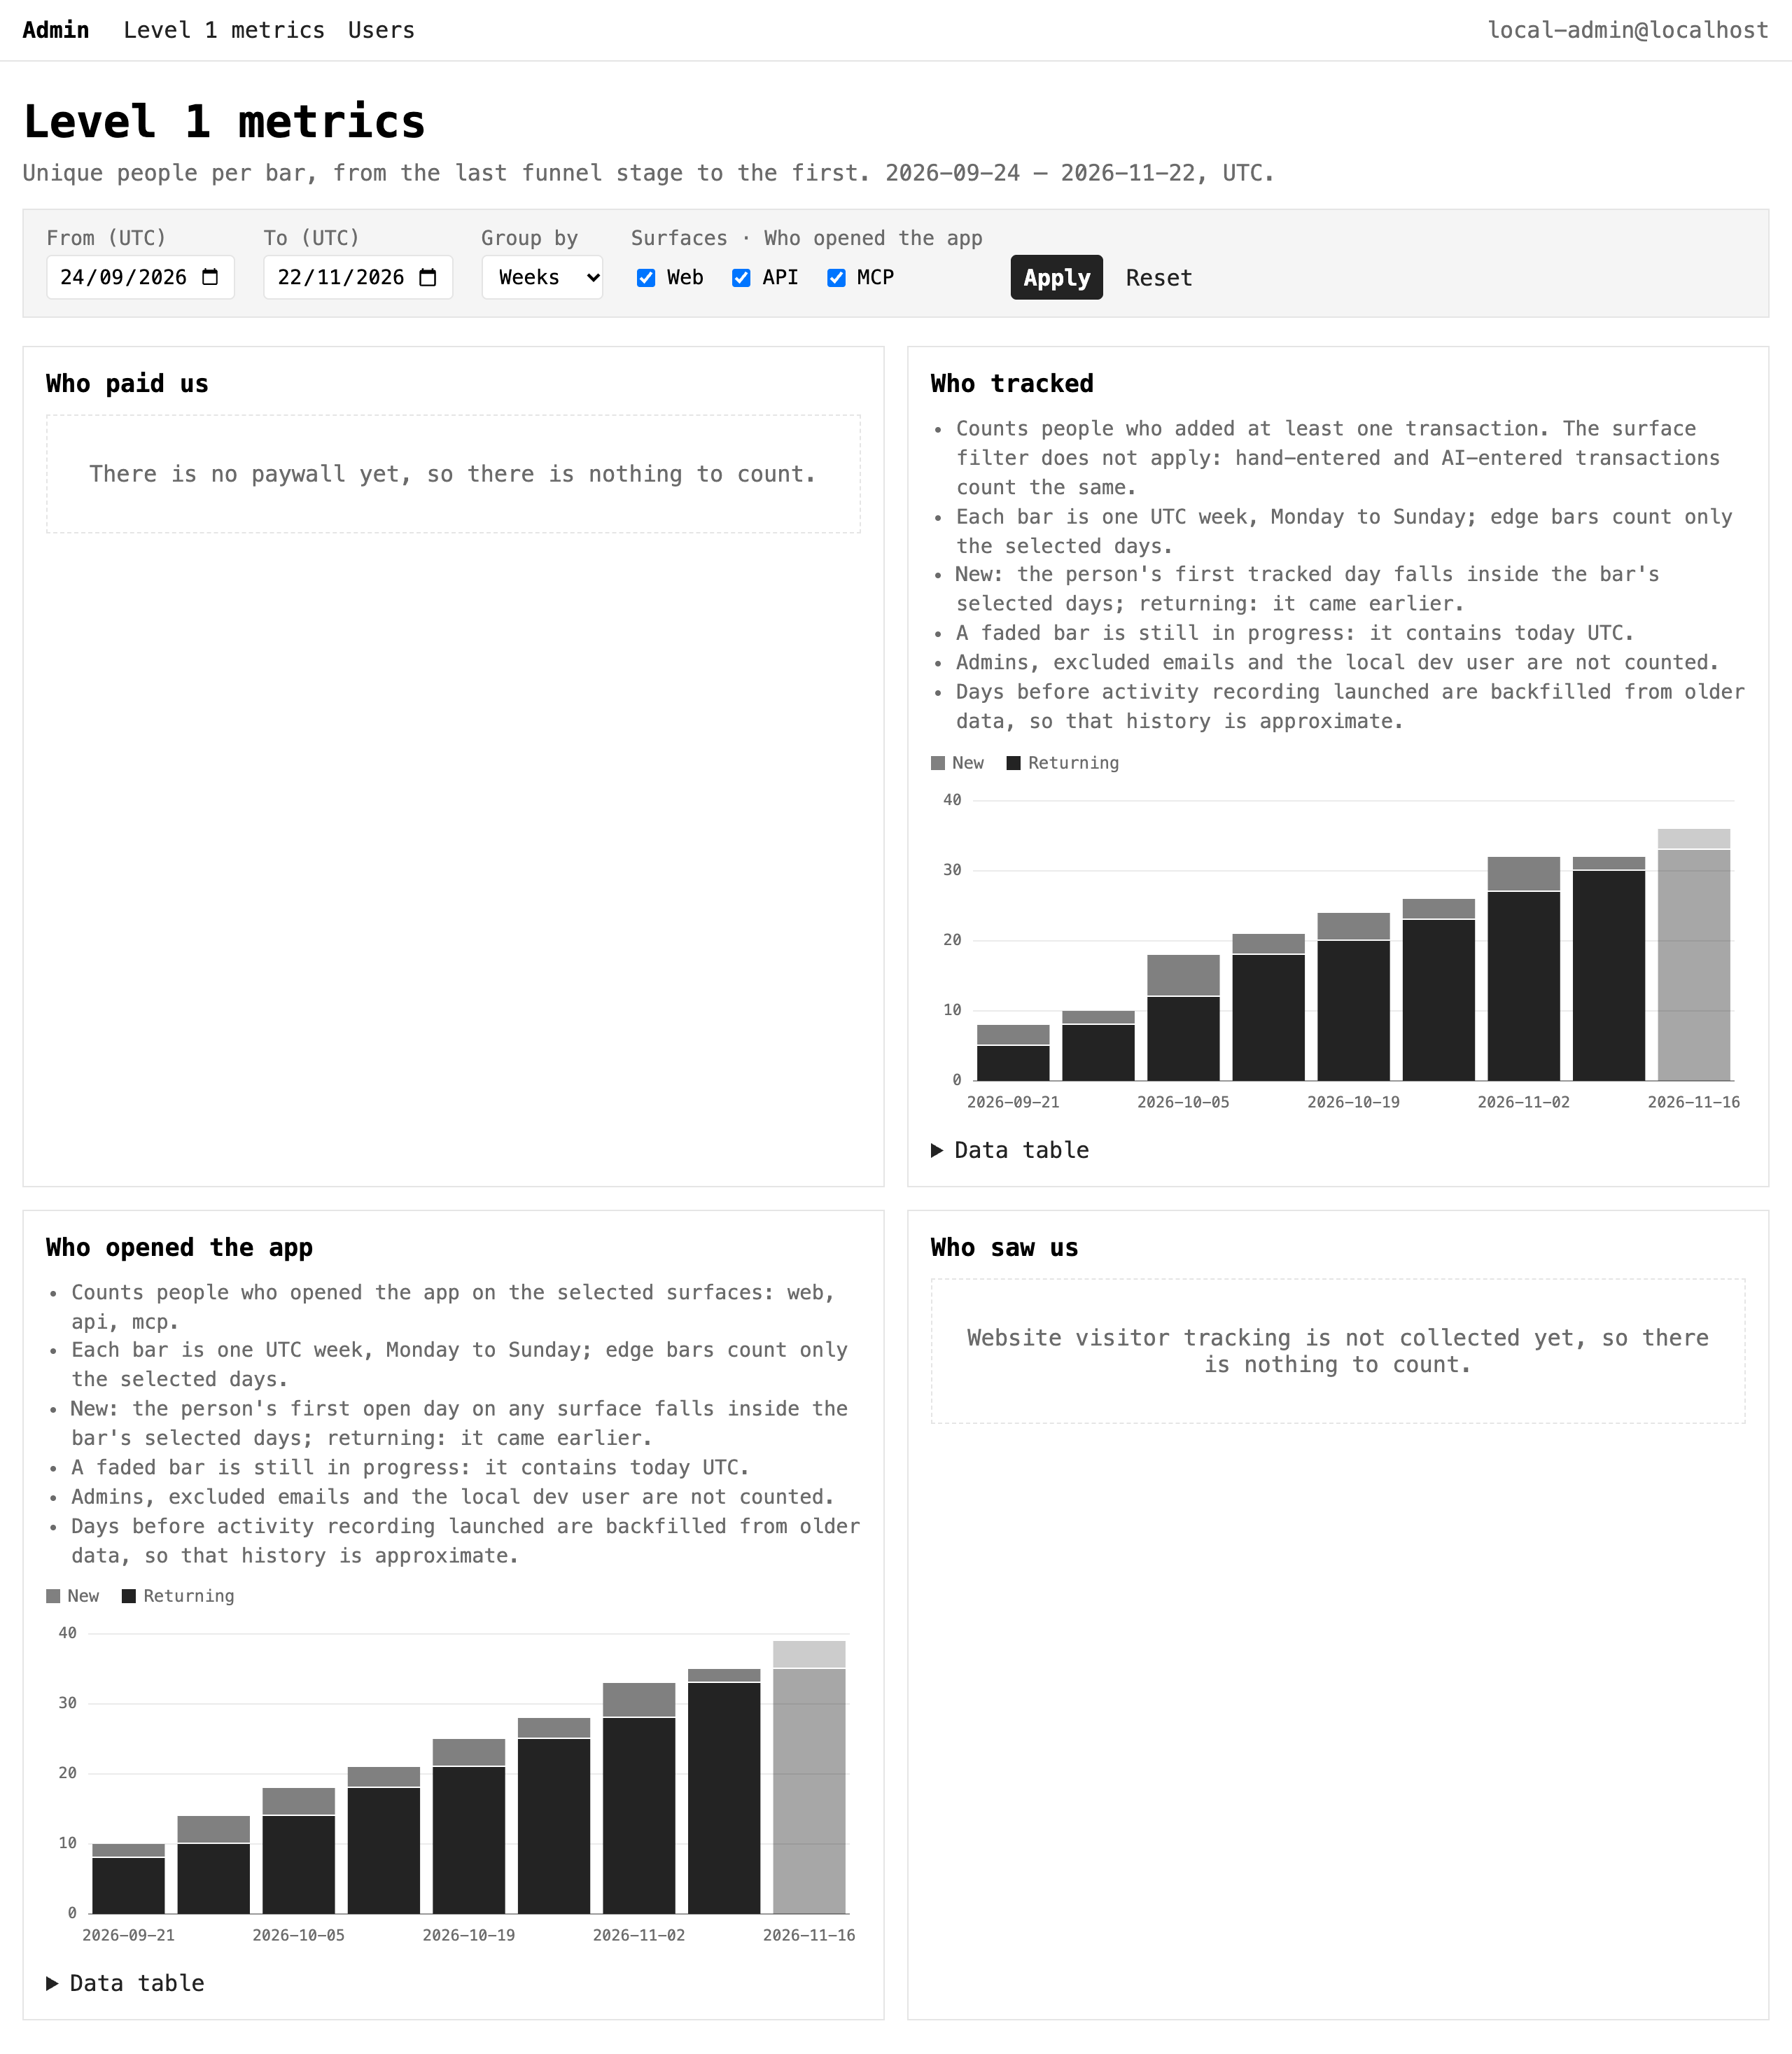 Admin Level 1 metrics Users local-admin@localhost
Level 1 metrics
Unique people per bar, from the last funnel stage to the first. 2026-09-24 — 2026-11-22, UTC.
From (UTC) To (UTC) Group by Surfaces · Who opened the app
24/09/2026 22/11/2026 Weeks Web API MCP Apply Reset
Who paid us
There is no paywall yet, so there is nothing to count.
Who tracked
• Counts people who added at least one transaction. The surface
filter does not apply: hand-entered and AI-entered transactions
count the same.
• Each bar is one UTC week, Monday to Sunday; edge bars count only
the selected days.
• New: the person's first tracked day falls inside the bar's
selected days; returning: it came earlier.
• A faded bar is still in progress: it contains today UTC.
• Admins, excluded emails and the local dev user are not counted.
• Days before activity recording launched are backfilled from older
data, so that history is approximate.
New Returning
40
30
20
10
0
2026-09-21 2026-10-05 2026-10-19 2026-11-02 2026-11-16
Data table
Who opened the app
• Counts people who opened the app on the selected surfaces: web,
api, mcp.
• Each bar is one UTC week, Monday to Sunday; edge bars count only
the selected days.
• New: the person's first open day on any surface falls inside the
bar's selected days; returning: it came earlier.
• A faded bar is still in progress: it contains today UTC.
• Admins, excluded emails and the local dev user are not counted.
• Days before activity recording launched are backfilled from older
data, so that history is approximate.
New Returning
40
30
20
10
0
2026-09-21 2026-10-05 2026-10-19 2026-11-02 2026-11-16
Data table
Who saw us
Website visitor tracking is not collected yet, so there
is nothing to count.